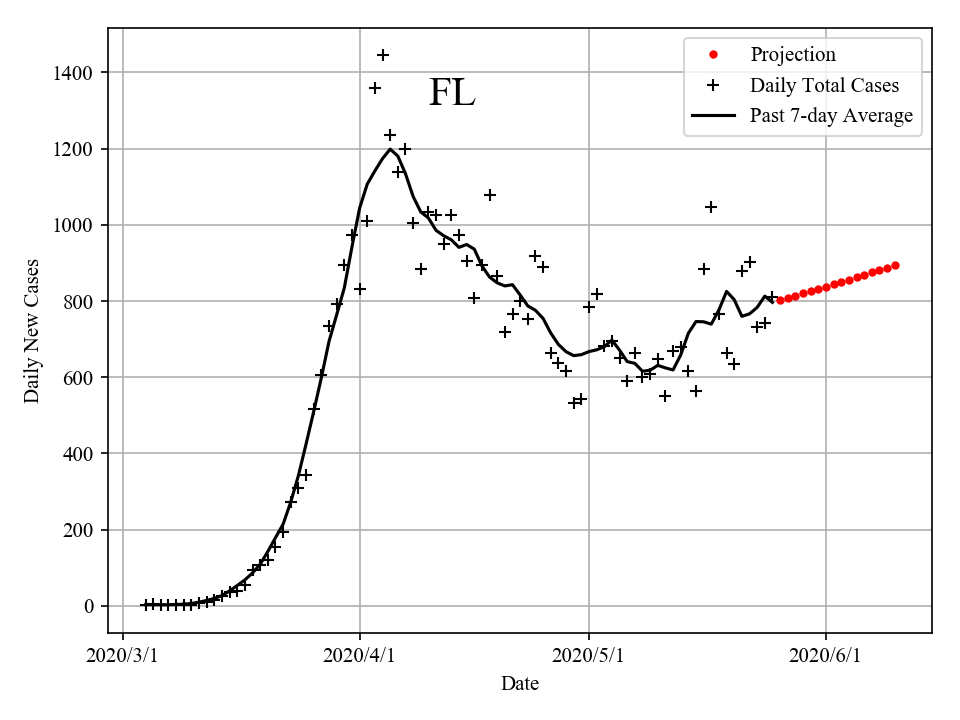 FL
Projection
Daily Total Cases
Past 7-day Average
Daily New Cases
1400
1200
1000
800
600
400
200
0
2020/3/1 2020/4/1 2020/5/1 2020/6/1
Date